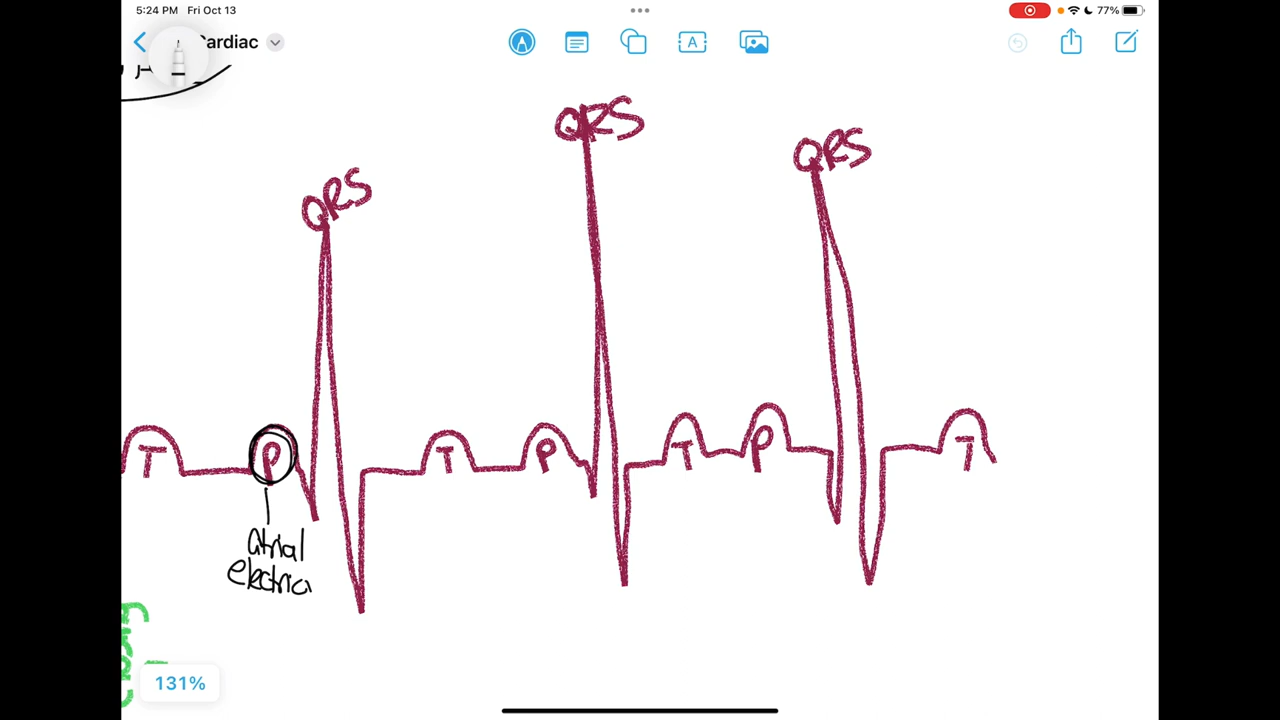 5:24 PM Fri Oct 13
77%
Cardiac
A
QRS
QRS
QRS
T
P
T
P
T
P
T
atrial
electric
131%